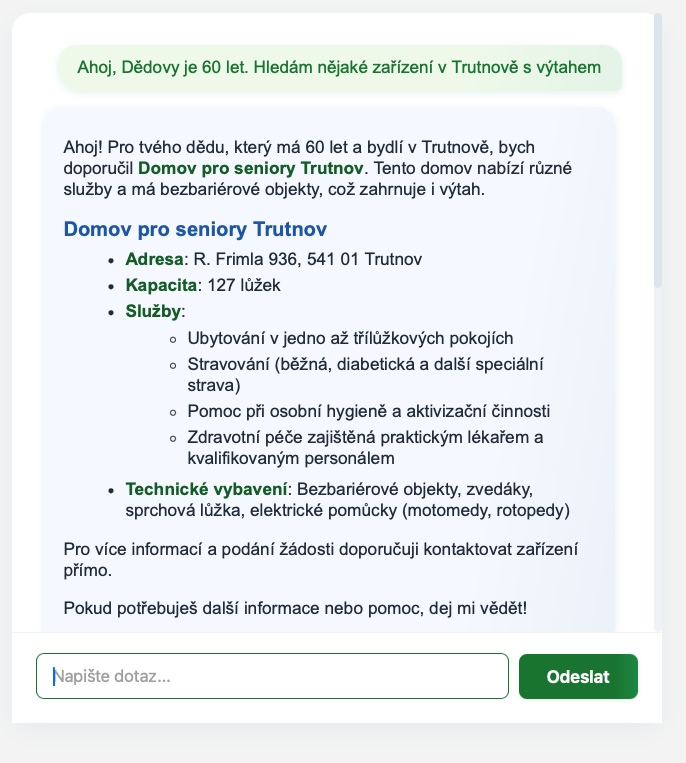 Ahoj, Dědovy je 60 let. Hledám nějaké zařízení v Trutnově s výtahem
Ahoj! Pro tvého dědu, který má 60 let a bydlí v Trutnově, bych
doporučil Domov pro seniory Trutnov. Tento domov nabízí různé
služby a má bezbariérové objekty, což zahrnuje i výtah.
Domov pro seniory Trutnov
• Adresa: R. Frimla 936, 541 01 Trutnov
• Kapacita: 127 lůžek
• Služby:
◦ Ubytování v jedno až třílůžkových pokojích
◦ Stravování (běžná, diabetická a další speciální
strava)
◦ Pomoc při osobní hygieně a aktivizační činnosti
◦ Zdravotní péče zajištěná praktickým lékařem a
kvalifikovaným personálem
• Technické vybavení: Bezbariérové objekty, zvedáky,
sprchová lůžka, elektrické pomůcky (motomedy, rotopedy)
Pro více informací a podání žádosti doporučuji kontaktovat zařízení
přímo.
Pokud potřebuješ další informace nebo pomoc, dej mi vědět!
Napište dotaz...
Odeslat